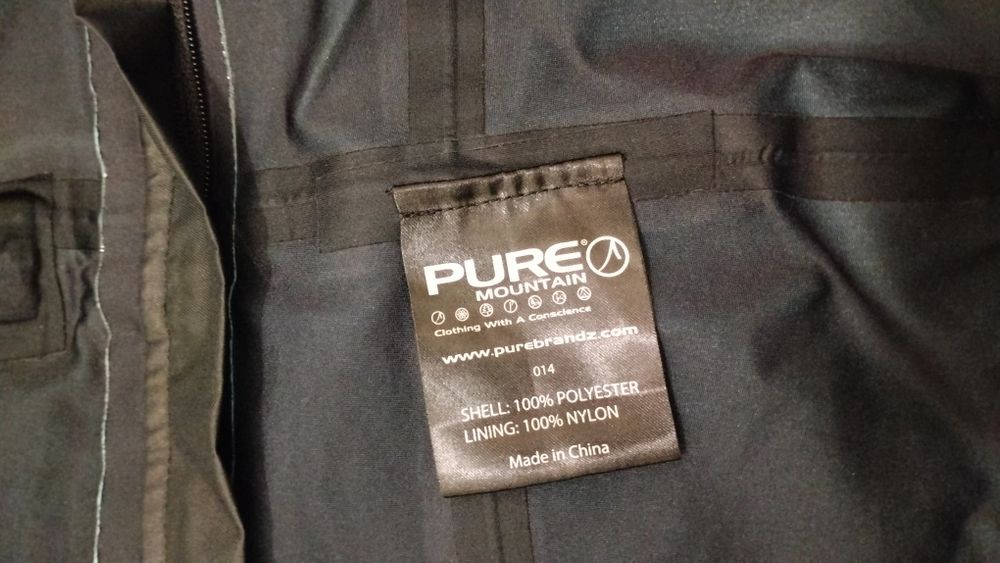 PURE®
MOUNTAIN
Clothing With A Conscience
www.purebrandz.com
014
SHELL: 100% POLYESTER
LINING: 100% NYLON
Made in China